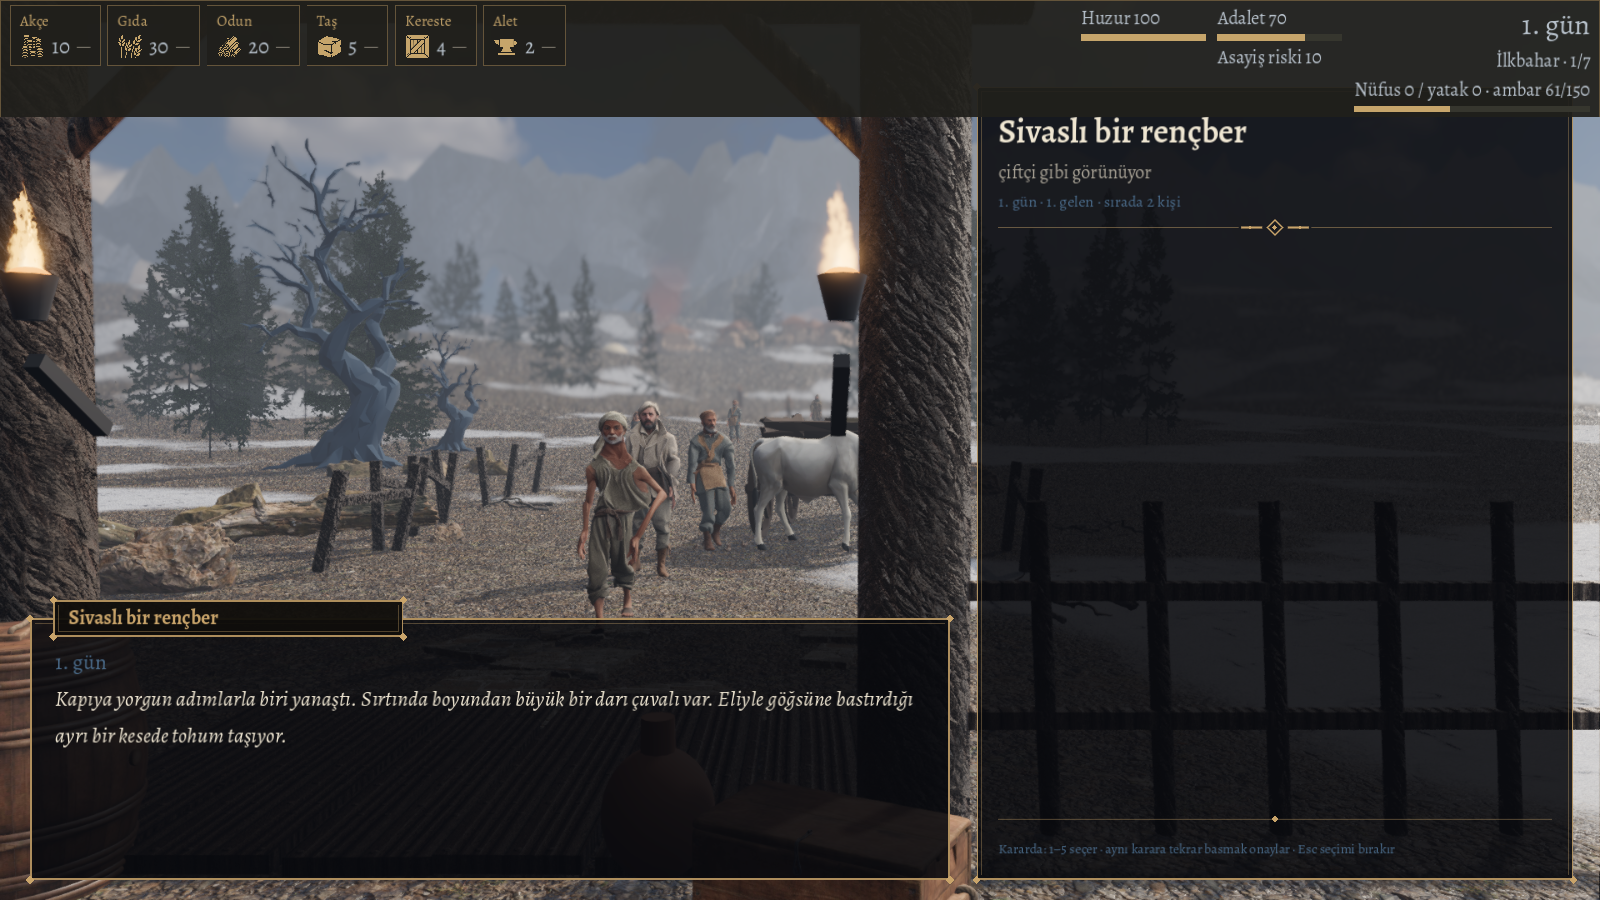 Akçe
10 —
Gıda
30 —
Odun
20 —
Taş
5 —
Kereste
4 —
Alet
2 —
Huzur 100
Adalet 70
Asayiş riski 10
1. gün
İlkbahar · 1/7
Nüfus 0 / yatak 0 · ambar 61/150
Sivaslı bir rençber
çiftçi gibi görünüyor
1. gün · 1. gelen · sırada 2 kişi
Sivaslı bir rençber
1. gün
Kapıya yorgun adımlarla biri yanaştı. Sırtında boyundan büyük bir darı çuvalı var. Eliyle göğsüne bastırdığı
ayrı bir kesede tohum taşıyor.
Kararda: 1–5 seçer · aynı karara tekrar basmak onaylar · Esc seçimi bırakır